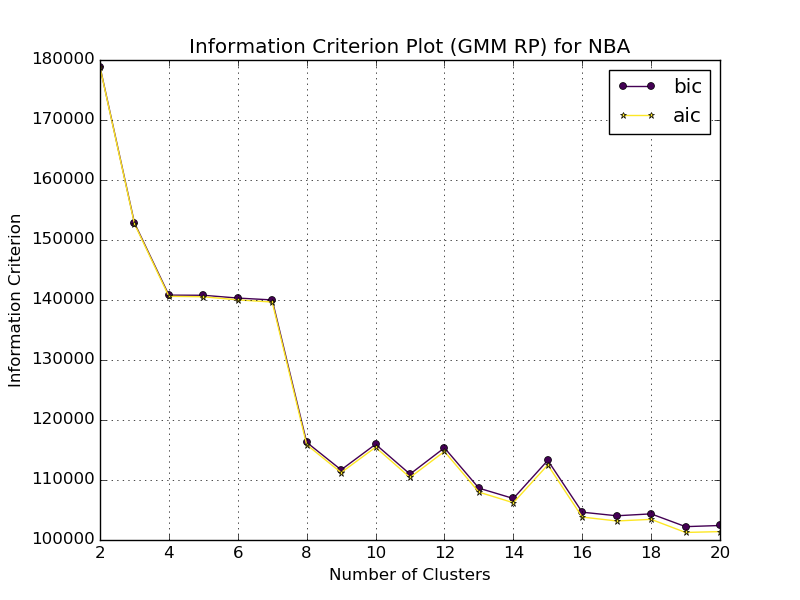 Information Criterion Plot (GMM RP) for NBA
180000
170000
160000
150000
140000
130000
120000
110000
100000
Information Criterion
bic
aic
2 4 6 8 10 12 14 16 18 20
Number of Clusters